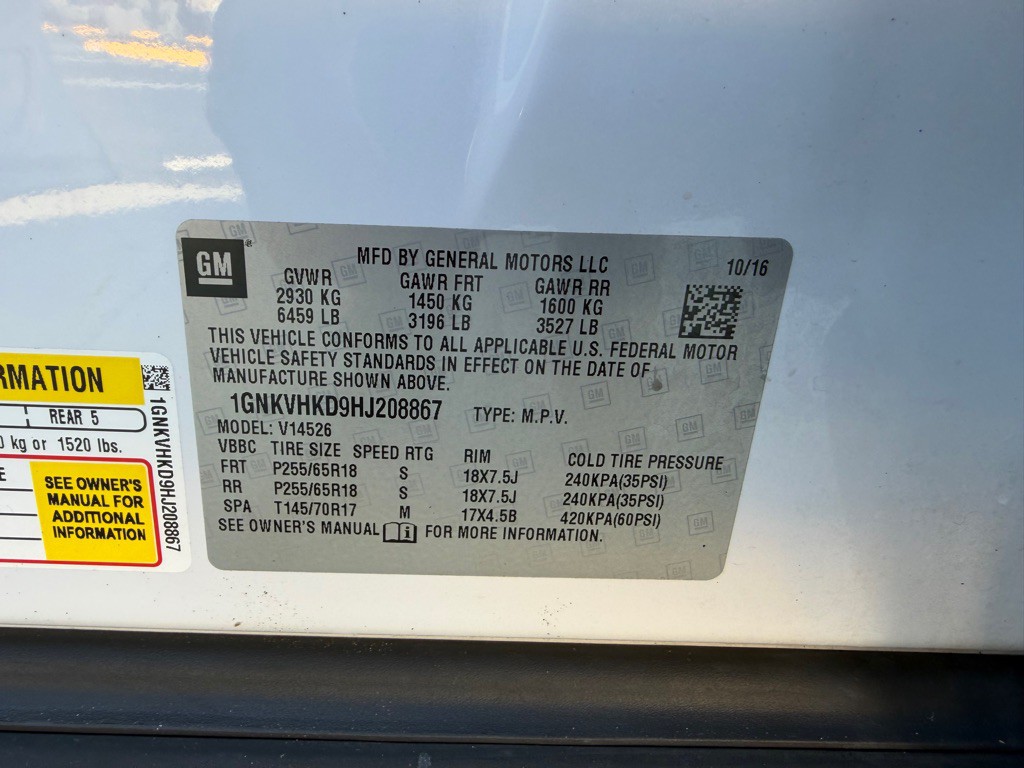 GM
MFD BY GENERAL MOTORS LLC 10/16
GVWR GAWR FRT GAWR RR
2930 KG 1450 KG 1600 KG
6459 LB 3196 LB 3527 LB
THIS VEHICLE CONFORMS TO ALL APPLICABLE U.S. FEDERAL MOTOR
VEHICLE SAFETY STANDARDS IN EFFECT ON THE DATE OF
MANUFACTURE SHOWN ABOVE.
1GNKVHKD9HJ208867 TYPE: M.P.V.
MODEL: V14526
VBBC TIRE SIZE SPEED RTG RIM COLD TIRE PRESSURE
FRT P255/65R18 S 18X7.5J 240KPA(35PSI)
RR P255/65R18 S 18X7.5J 240KPA(35PSI)
SPA T145/70R17 M 17X4.5B 420KPA(60PSI)
SEE OWNER'S MANUAL i FOR MORE INFORMATION.
RMATION
REAR 5
0 kg or 1520 lbs.
E
SEE OWNER'S
MANUAL FOR
ADDITIONAL
INFORMATION
1GNKVHKD9HJ208867